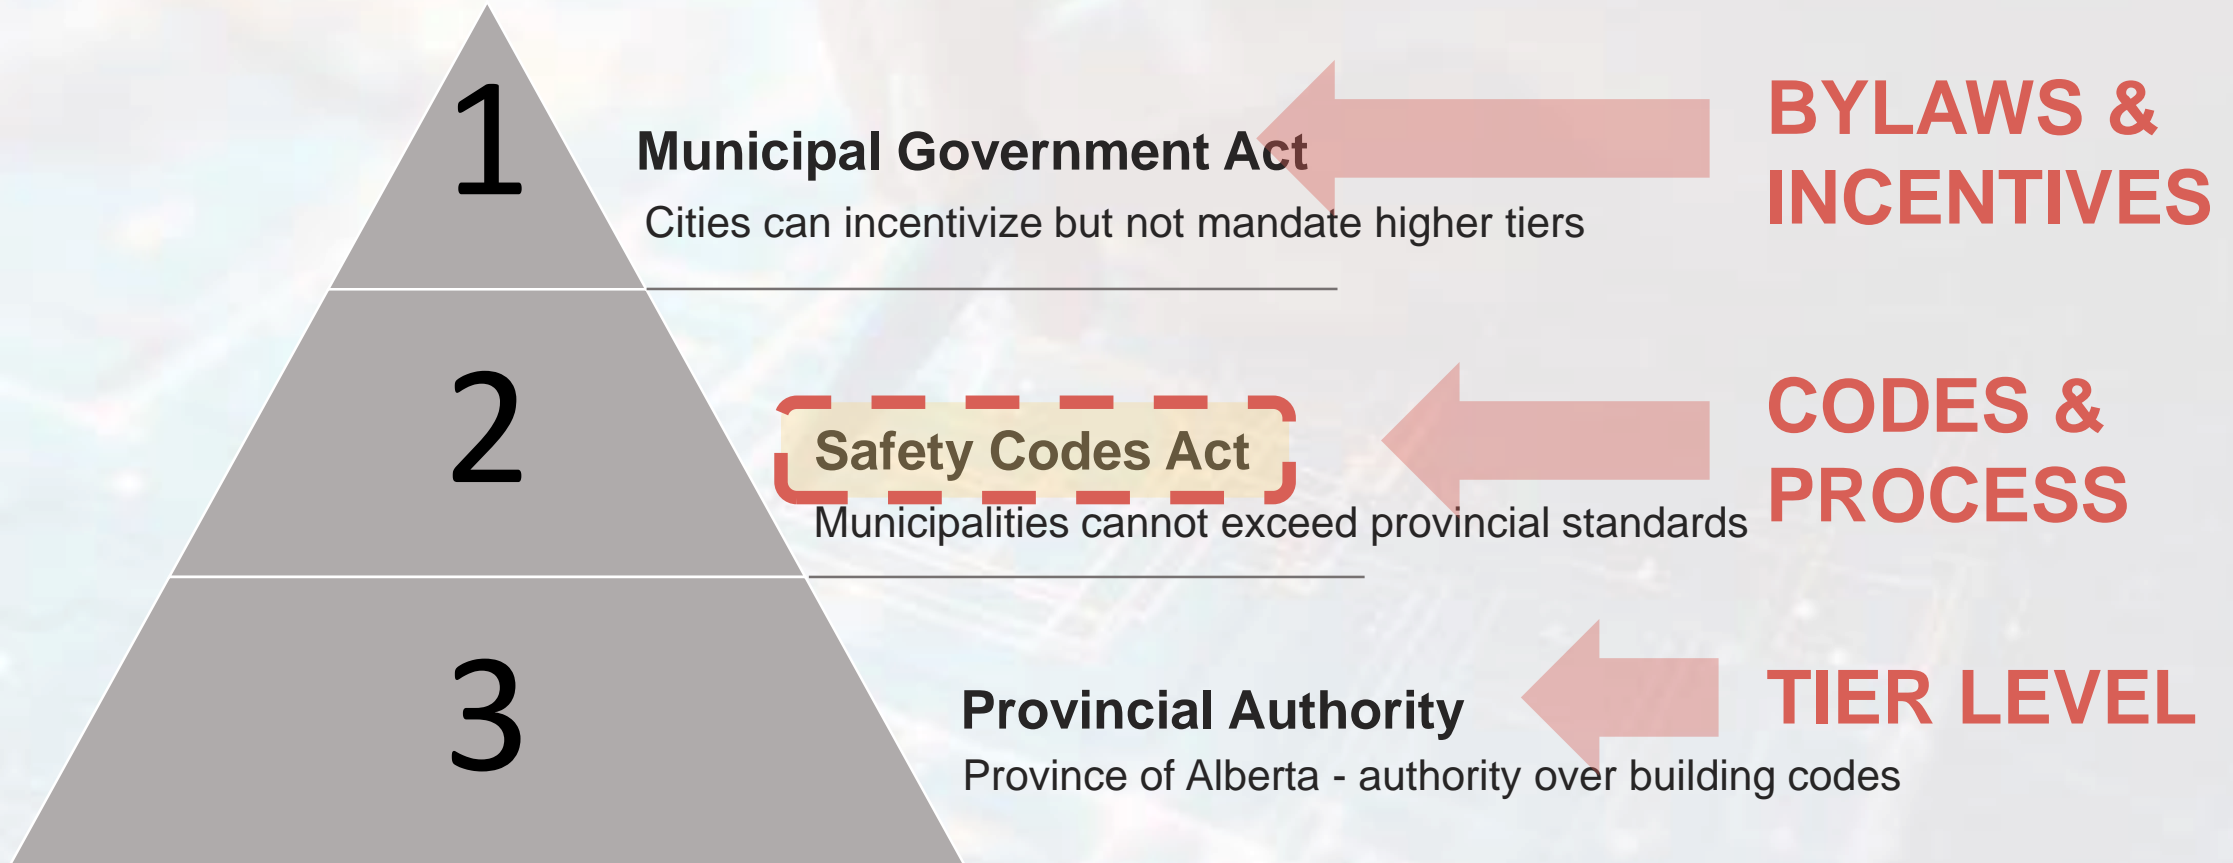 1
Municipal Government Act
Cities can incentivize but not mandate higher tiers
BYLAWS &
INCENTIVES
2
Safety Codes Act
Municipalities cannot exceed provincial standards
CODES &
PROCESS
3
Provincial Authority
Province of Alberta - authority over building codes
TIER LEVEL